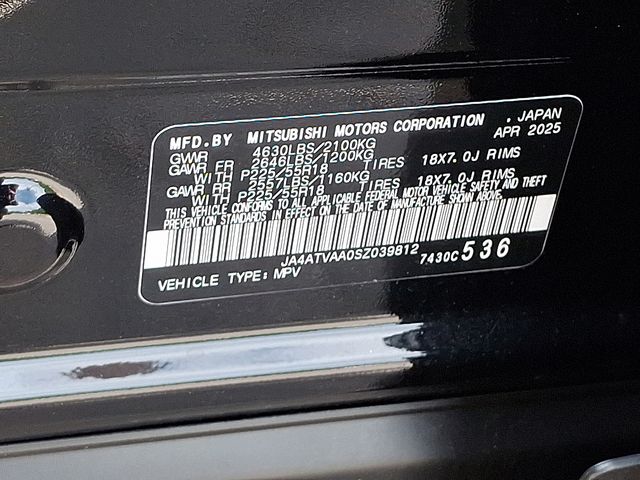 MFD.BY MITSUBISHI MOTORS CORPORATION , JAPAN
GVWR 4630LBS/2100KG APR 2025
GAWR FR 2646LBS/1200KG
WITH P225/55R18 TIRES 18X7.0J RIMS
GAWR RR 2557LBS/1160KG
WITH P225/55R18 TIRES 18X7.0J RIMS
THIS VEHICLE CONFORMS TO ALL APPLICABLE FEDERAL MOTOR VEHICLE SAFETY AND THEFT
PREVENTION STANDARDS IN EFFECT ON THE DATE OF MANUFACTURE SHOWN ABOVE.
JA4ATVAA0SZ039812 7430C 536
VEHICLE TYPE: MPV